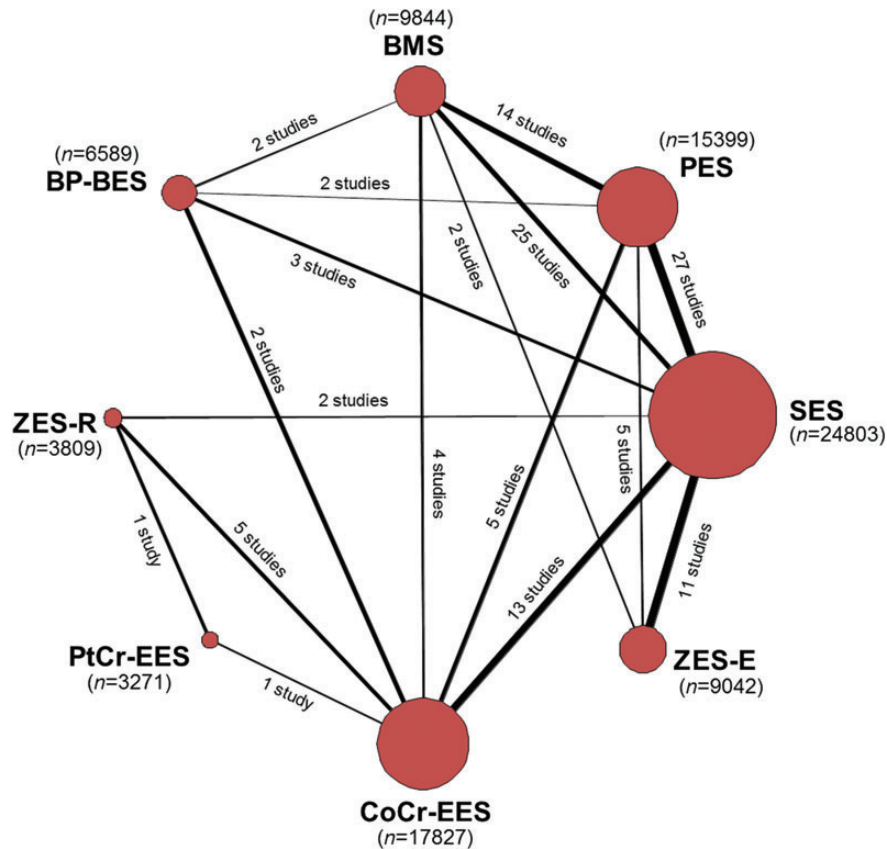 (n=9844)
BMS
14 studies
2 studies
(n=15399)
PES
(n=6589)
BP-BES
2 studies
2 studies
25 studies
3 studies
27 studies
2 studies
ZES-R
(n=3809)
2 studies
SES
(n=24803)
4 studies
5 studies
5 studies
1 study
5 studies
13 studies
11 studies
PtCr-EES
(n=3271)
1 study
ZES-E
(n=9042)
CoCr-EES
(n=17827)